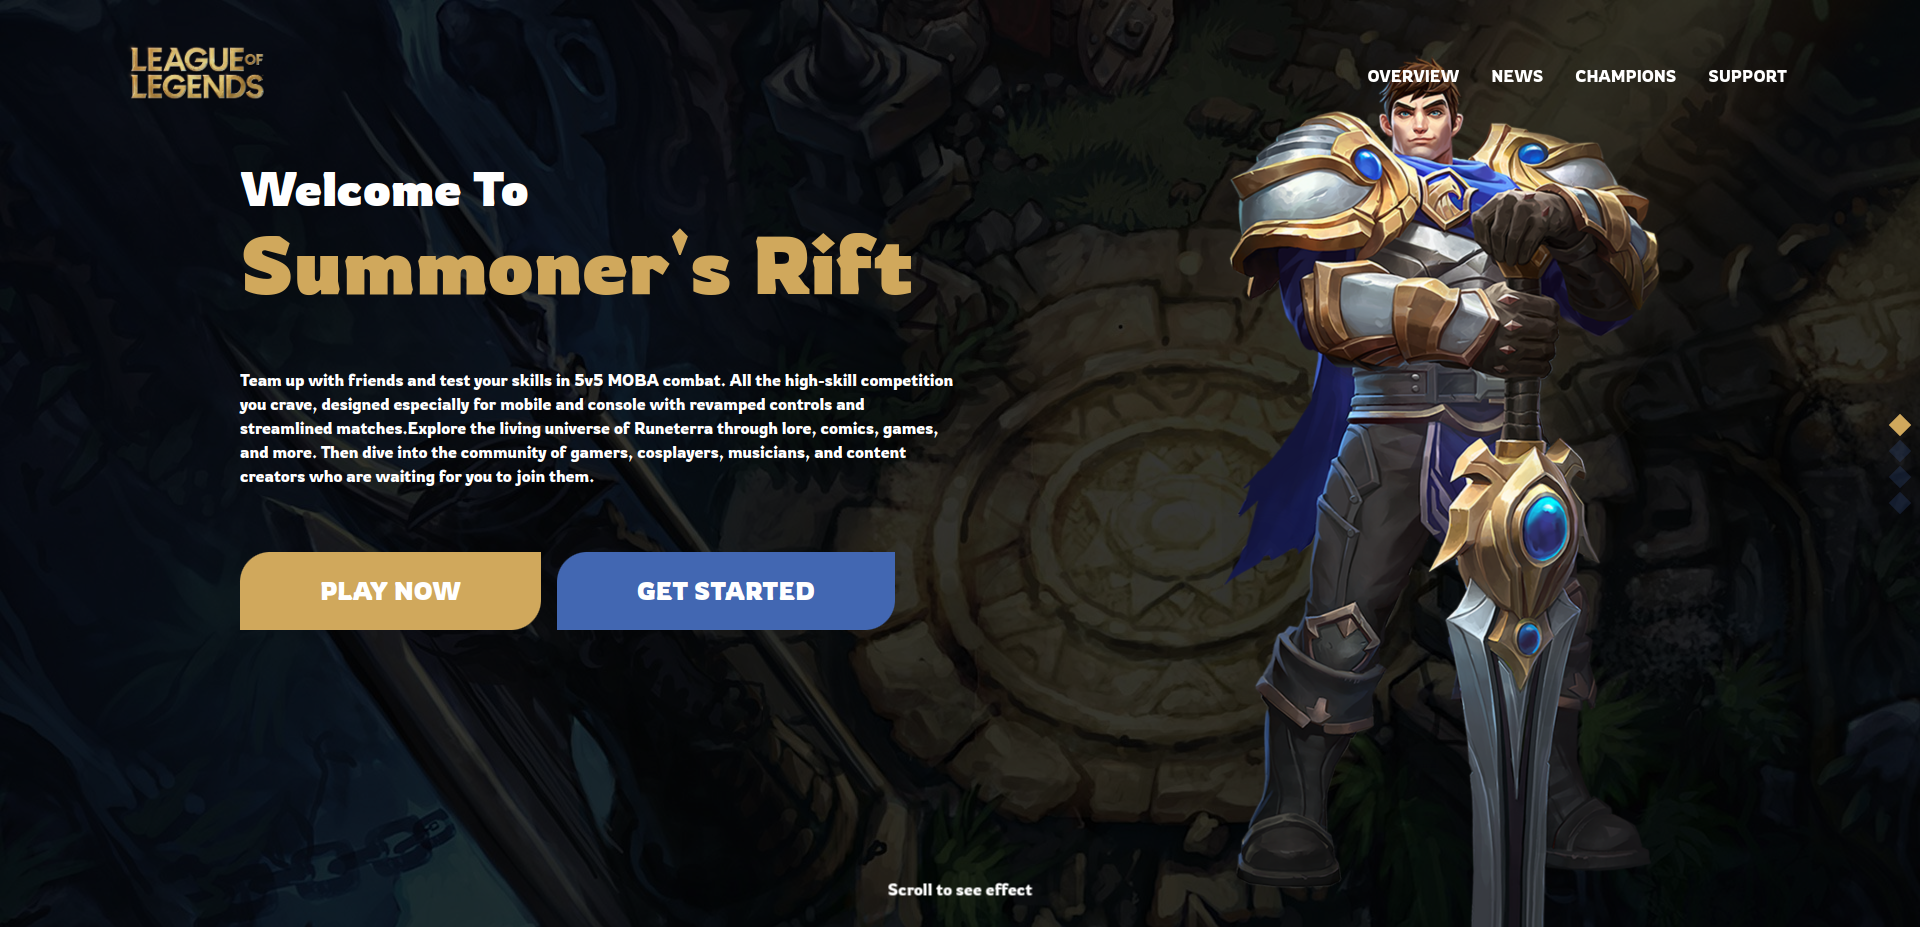 LEAGUE OF
LEGENDS
OVERVIEW NEWS CHAMPIONS SUPPORT
Welcome To
Summoner's Rift
Team up with friends and test your skills in 5v5 MOBA combat. All the high-skill competition
you crave, designed especially for mobile and console with revamped controls and
streamlined matches.Explore the living universe of Runeterra through lore, comics, games,
and more. Then dive into the community of gamers, cosplayers, musicians, and content
creators who are waiting for you to join them.
PLAY NOW GET STARTED
Scroll to see effect